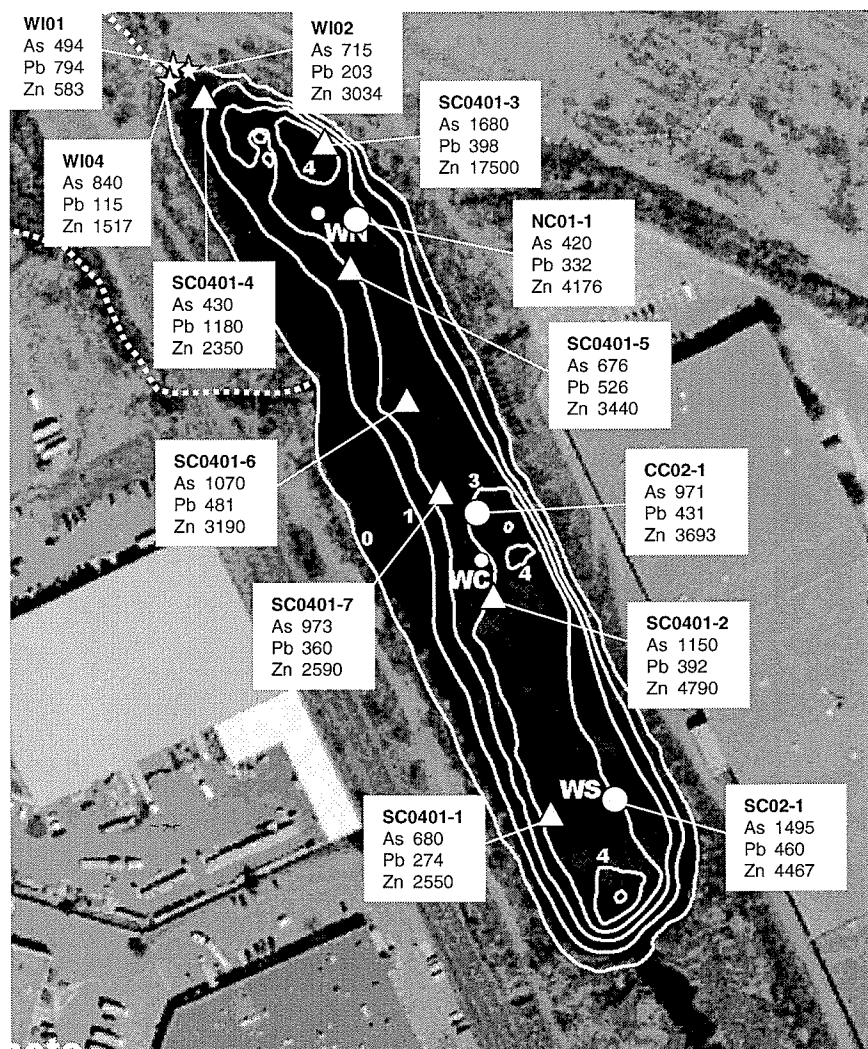 WI01
As 494
Pb 794
Zn 583
WI02
As 715
Pb 203
Zn 3034
SC0401-3
As 1680
Pb 398
Zn 17500
WI04
As 840
Pb 115
Zn 1517
4
WN
NC01-1
As 420
Pb 332
Zn 4176
SC0401-4
As 430
Pb 1180
Zn 2350
SC0401-5
As 676
Pb 526
Zn 3440
SC0401-6
As 1070
Pb 481
Zn 3190
3
1
0
CC02-1
As 971
Pb 431
Zn 3693
4
WC
SC0401-7
As 973
Pb 360
Zn 2590
SC0401-2
As 1150
Pb 392
Zn 4790
WS
SC0401-1
As 680
Pb 274
Zn 2550
SC02-1
As 1495
Pb 460
Zn 4467
4